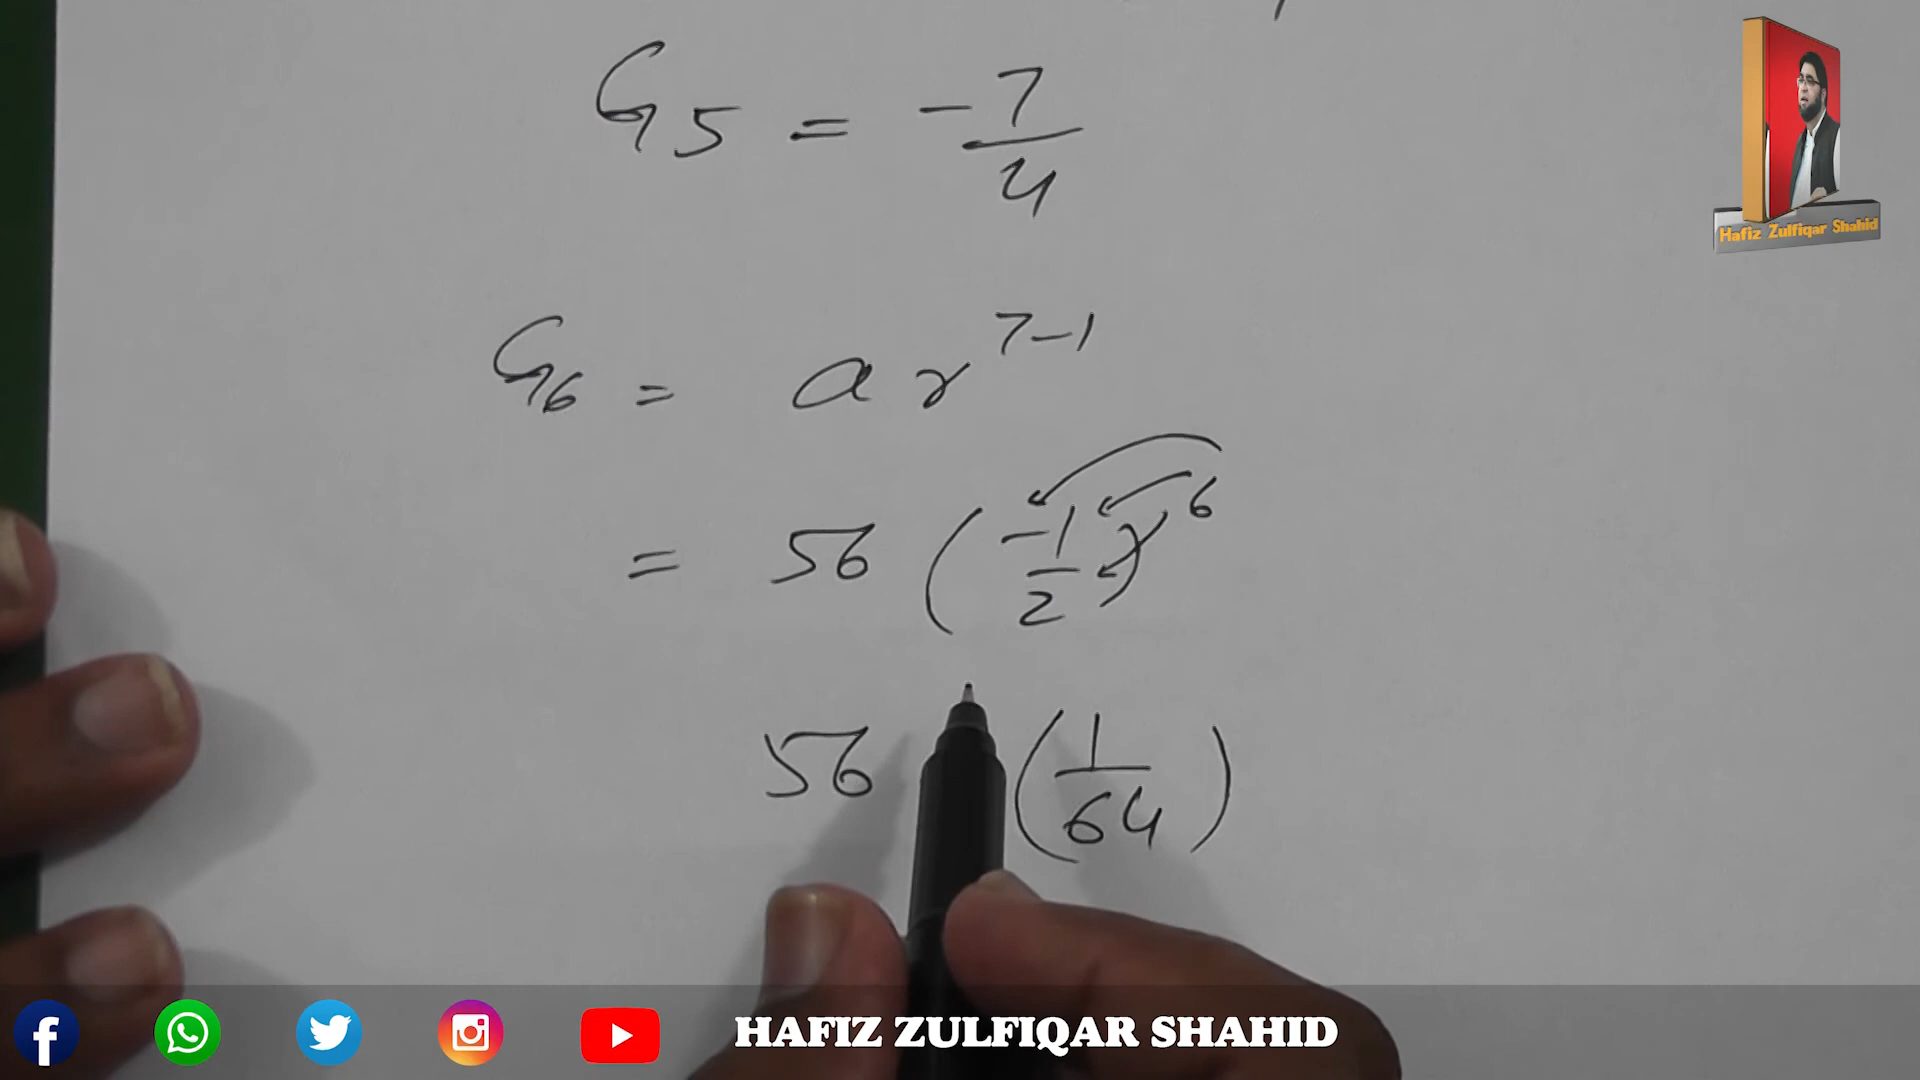 G5 = -7/4
G6 = ar^7-1
= 56 (-1/2)^6
56 (1/64)
Hafiz Zulfiqar Shahid
HAFIZ ZULFIQAR SHAHID